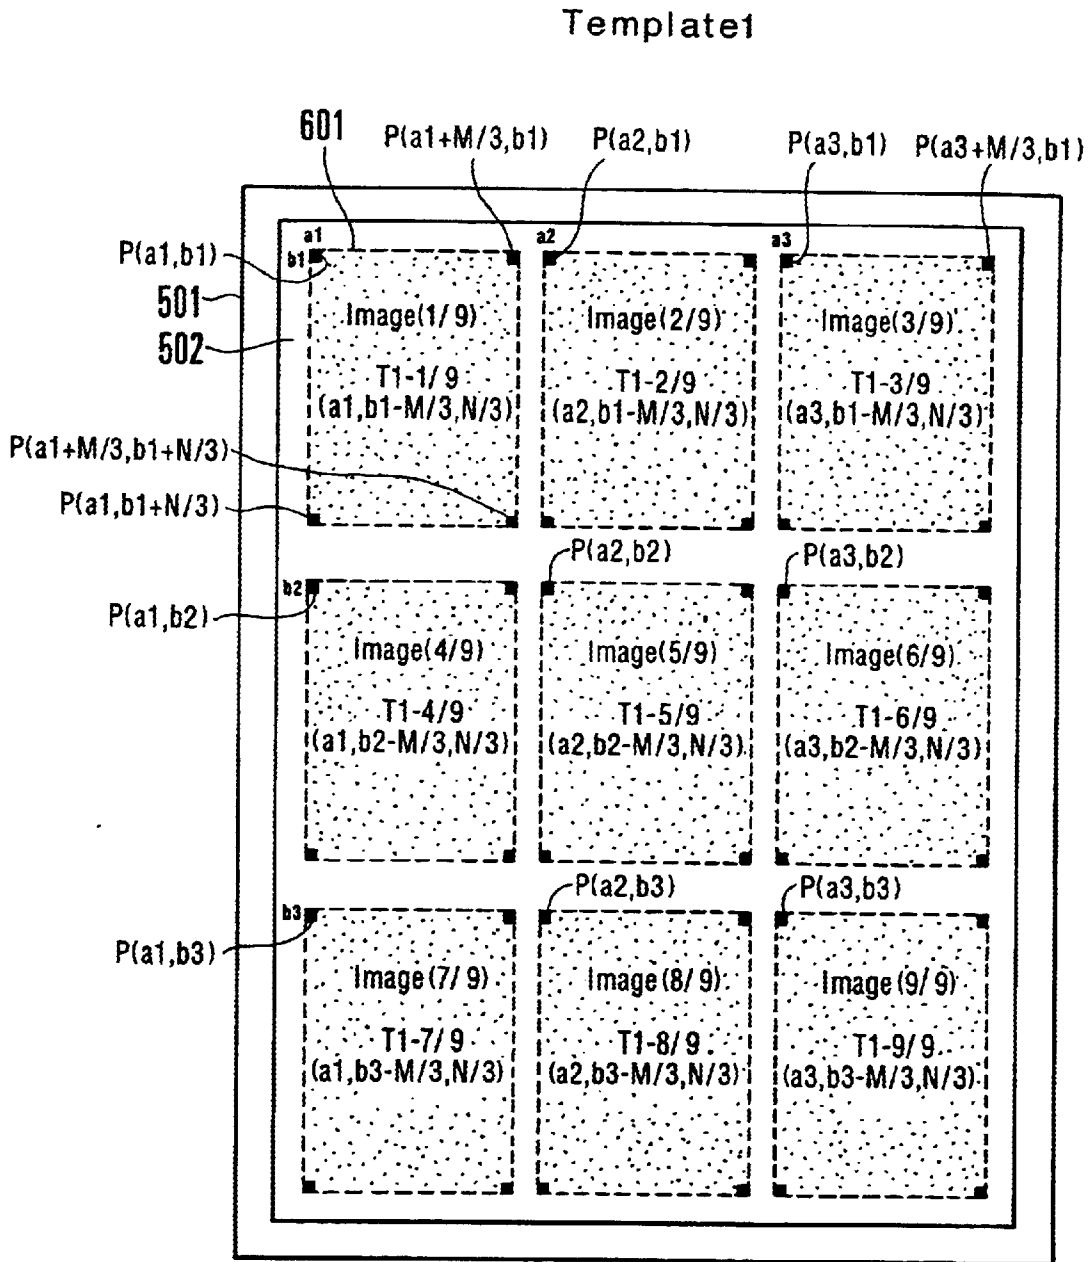 Template1
601
P(a1+M/3,b1)
P(a2,b1)
P(a3,b1)
P(a3+M/3,b1)
a1
a2
a3
P(a1,b1)
b1
501
502
Image(1/9)
Image(2/9)
Image(3/9)
T1-1/9
T1-2/9
T1-3/9
(a1,b1-M/3,N/3)
(a2,b1-M/3,N/3)
(a3,b1-M/3,N/3)
P(a1+M/3,b1+N/3)
P(a1,b1+N/3)
P(a2,b2)
P(a3,b2)
b2
P(a1,b2)
Image(4/9)
Image(5/9)
Image(6/9)
T1-4/9
T1-5/9
T1-6/9
(a1,b2-M/3,N/3)
(a2,b2-M/3,N/3)
(a3,b2-M/3,N/3)
P(a2,b3)
P(a3,b3)
b3
P(a1,b3)
Image(7/9)
Image(8/9)
Image(9/9)
T1-7/9
T1-8/9
T1-9/9
(a1,b3-M/3,N/3)
(a2,b3-M/3,N/3)
(a3,b3-M/3,N/3)